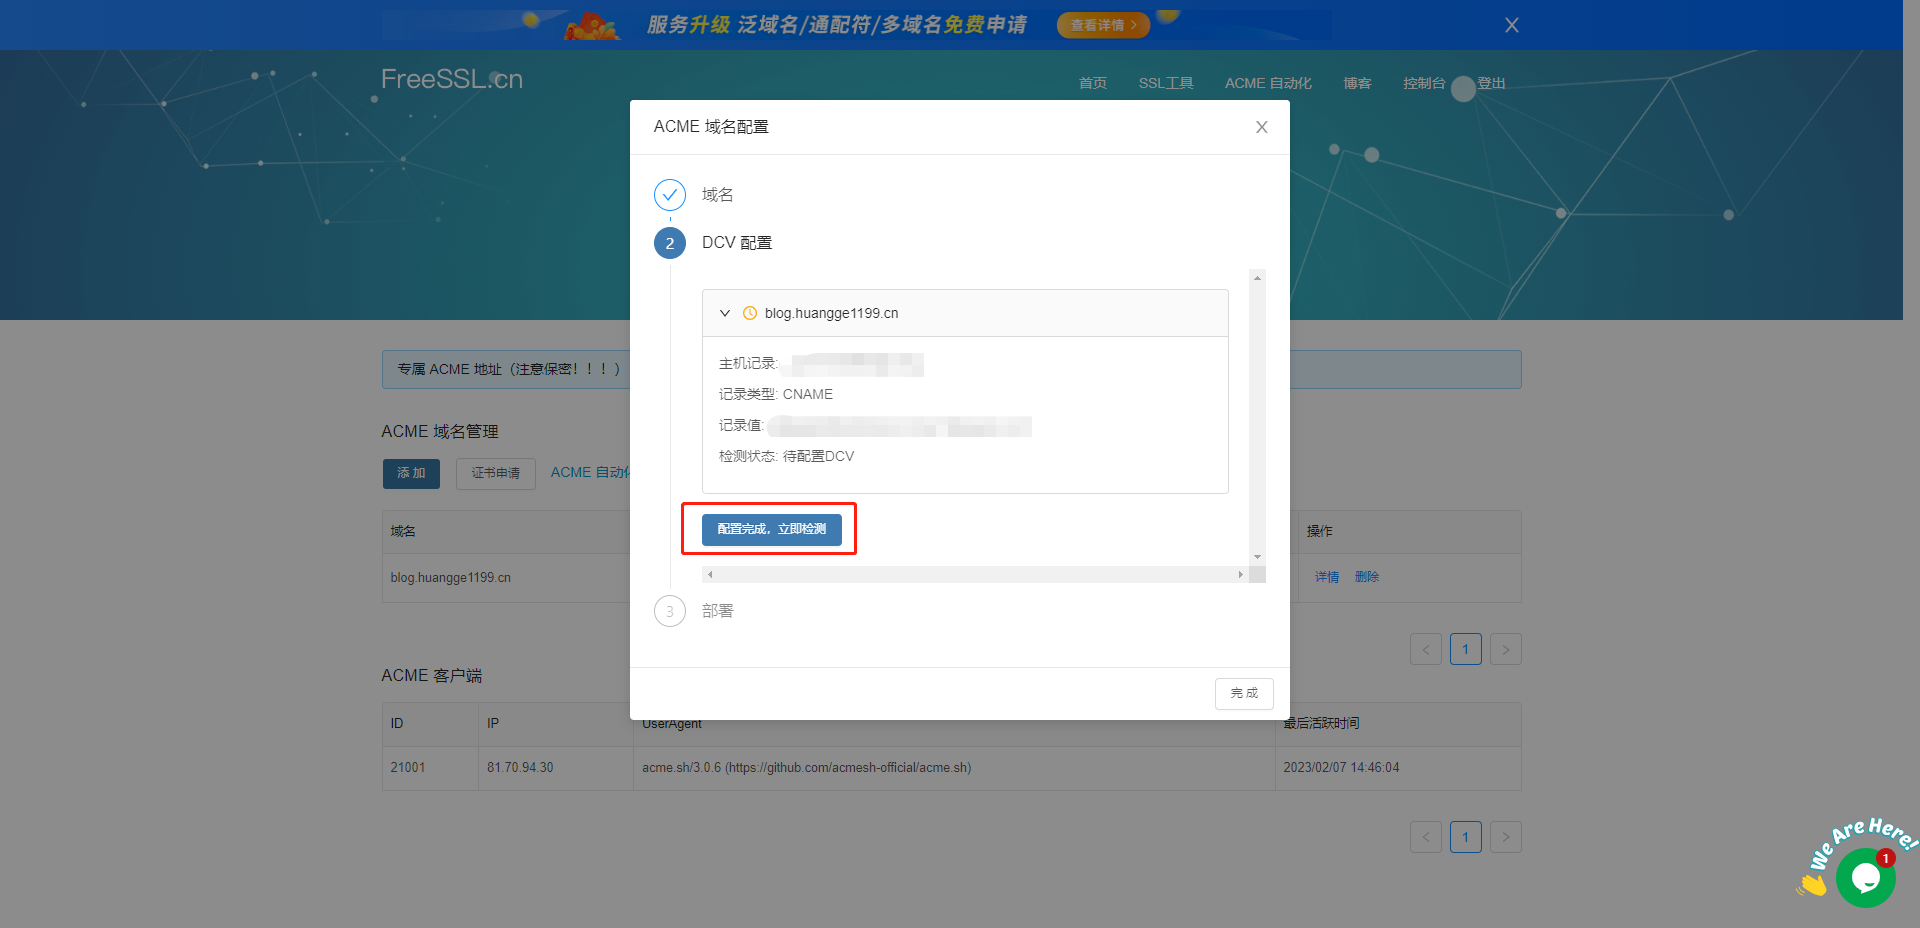 服务升级 泛域名/通配符/多域名免费申请
查看详情 >
X
FreeSSL.cn
首页
SSL工具
ACME 自动化
博客
控制台
登出
ACME 域名配置
X
域名
2
DCV 配置
blog.huangge1199.cn
主机记录:
记录类型: CNAME
记录值:
检测状态: 待配置DCV
配置完成，立即检测
3
部署
完 成
专属 ACME 地址（注意保密！！！）
ACME 域名管理
添 加
证书申请
ACME 自动化
域名
操作
blog.huangge1199.cn
详情
删除
< 1 >
ACME 客户端
ID
IP
UserAgent
最后活跃时间
21001
81.70.94.30
acme.sh/3.0.6 (https://github.com/acmesh-official/acme.sh)
2023/02/07 14:46:04
< 1 >
We Are Here!
1